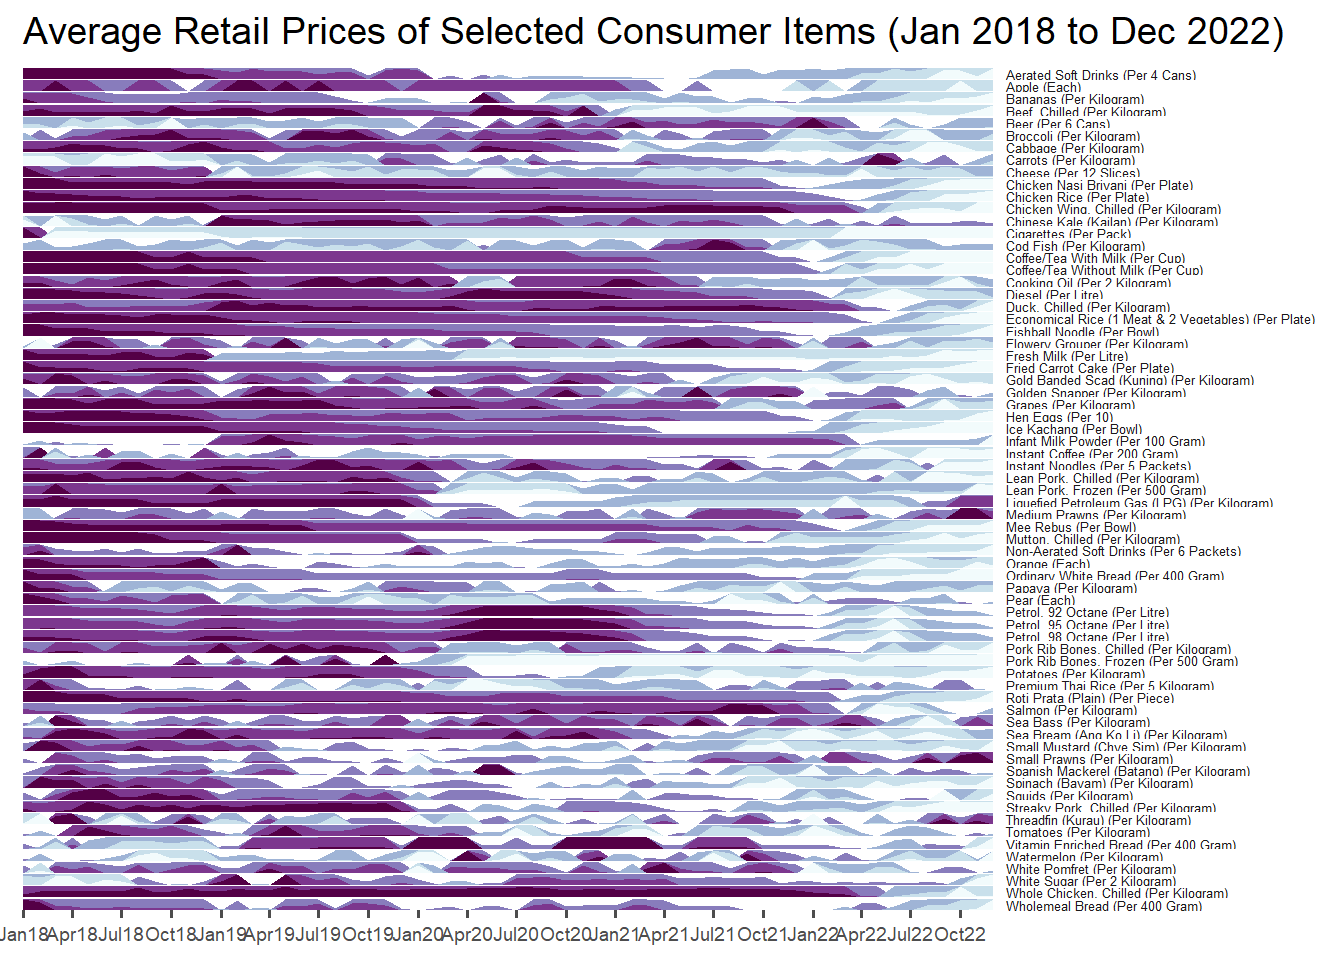 Average Retail Prices of Selected Consumer Items (Jan 2018 to Dec 2022)
Aerated Soft Drinks (Per 4 Cans)
Apple (Each)
Bananas (Per Kilogram)
Beef, Chilled (Per Kilogram)
Beer (Per 6 Cans)
Broccoli (Per Kilogram)
Cabbage (Per Kilogram)
Carrots (Per Kilogram)
Cheese (Per 12 Slices)
Chicken Nasi Briyani (Per Plate)
Chicken Rice (Per Plate)
Chicken Wing, Chilled (Per Kilogram)
Chinese Kale (Kailan) (Per Kilogram)
Cigarettes (Per Pack)
Cod Fish (Per Kilogram)
Coffee/Tea With Milk (Per Cup)
Coffee/Tea Without Milk (Per Cup)
Cooking Oil (Per 2 Kilogram)
Diesel (Per Litre)
Duck, Chilled (Per Kilogram)
Economical Rice (1 Meat & 2 Vegetables) (Per Plate)
Fishball Noodle (Per Bowl)
Flowery Grouper (Per Kilogram)
Fresh Milk (Per Litre)
Fried Carrot Cake (Per Plate)
Gold Banded Scad (Kuning) (Per Kilogram)
Golden Snapper (Per Kilogram)
Grapes (Per Kilogram)
Hen Eggs (Per 10)
Ice Kachang (Per Bowl)
Infant Milk Powder (Per 100 Gram)
Instant Coffee (Per 200 Gram)
Instant Noodles (Per 5 Packets)
Lean Pork, Chilled (Per Kilogram)
Lean Pork, Frozen (Per 500 Gram)
Liquefied Petroleum Gas (LPG) (Per Kilogram)
Medium Prawns (Per Kilogram)
Mee Rebus (Per Bowl)
Mutton, Chilled (Per Kilogram)
Non-Aerated Soft Drinks (Per 6 Packets)
Orange (Each)
Ordinary White Bread (Per 400 Gram)
Papaya (Per Kilogram)
Pear (Each)
Petrol, 92 Octane (Per Litre)
Petrol, 95 Octane (Per Litre)
Petrol, 98 Octane (Per Litre)
Pork Rib Bones, Chilled (Per Kilogram)
Pork Rib Bones, Frozen (Per 500 Gram)
Potatoes (Per Kilogram)
Premium Thai Rice (Per 5 Kilogram)
Roti Prata (Plain) (Per Piece)
Salmon (Per Kilogram)
Sea Bass (Per Kilogram)
Sea Bream (Ang Ko Li) (Per Kilogram)
Small Mustard (Chye Sim) (Per Kilogram)
Small Prawns (Per Kilogram)
Spanish Mackerel (Batang) (Per Kilogram)
Spinach (Bayam) (Per Kilogram)
Squids (Per Kilogram)
Streaky Pork, Chilled (Per Kilogram)
Threadfin (Kurau) (Per Kilogram)
Tomatoes (Per Kilogram)
Vitamin Enriched Bread (Per 400 Gram)
Watermelon (Per Kilogram)
White Pomfret (Per Kilogram)
White Sugar (Per 2 Kilogram)
Whole Chicken, Chilled (Per Kilogram)
Wholemeal Bread (Per 400 Gram)
Jan18 Apr18 Jul18 Oct18 Jan19 Apr19 Jul19 Oct19 Jan20 Apr20 Jul20 Oct20 Jan21 Apr21 Jul21 Oct21 Jan22 Apr22 Jul22 Oct22